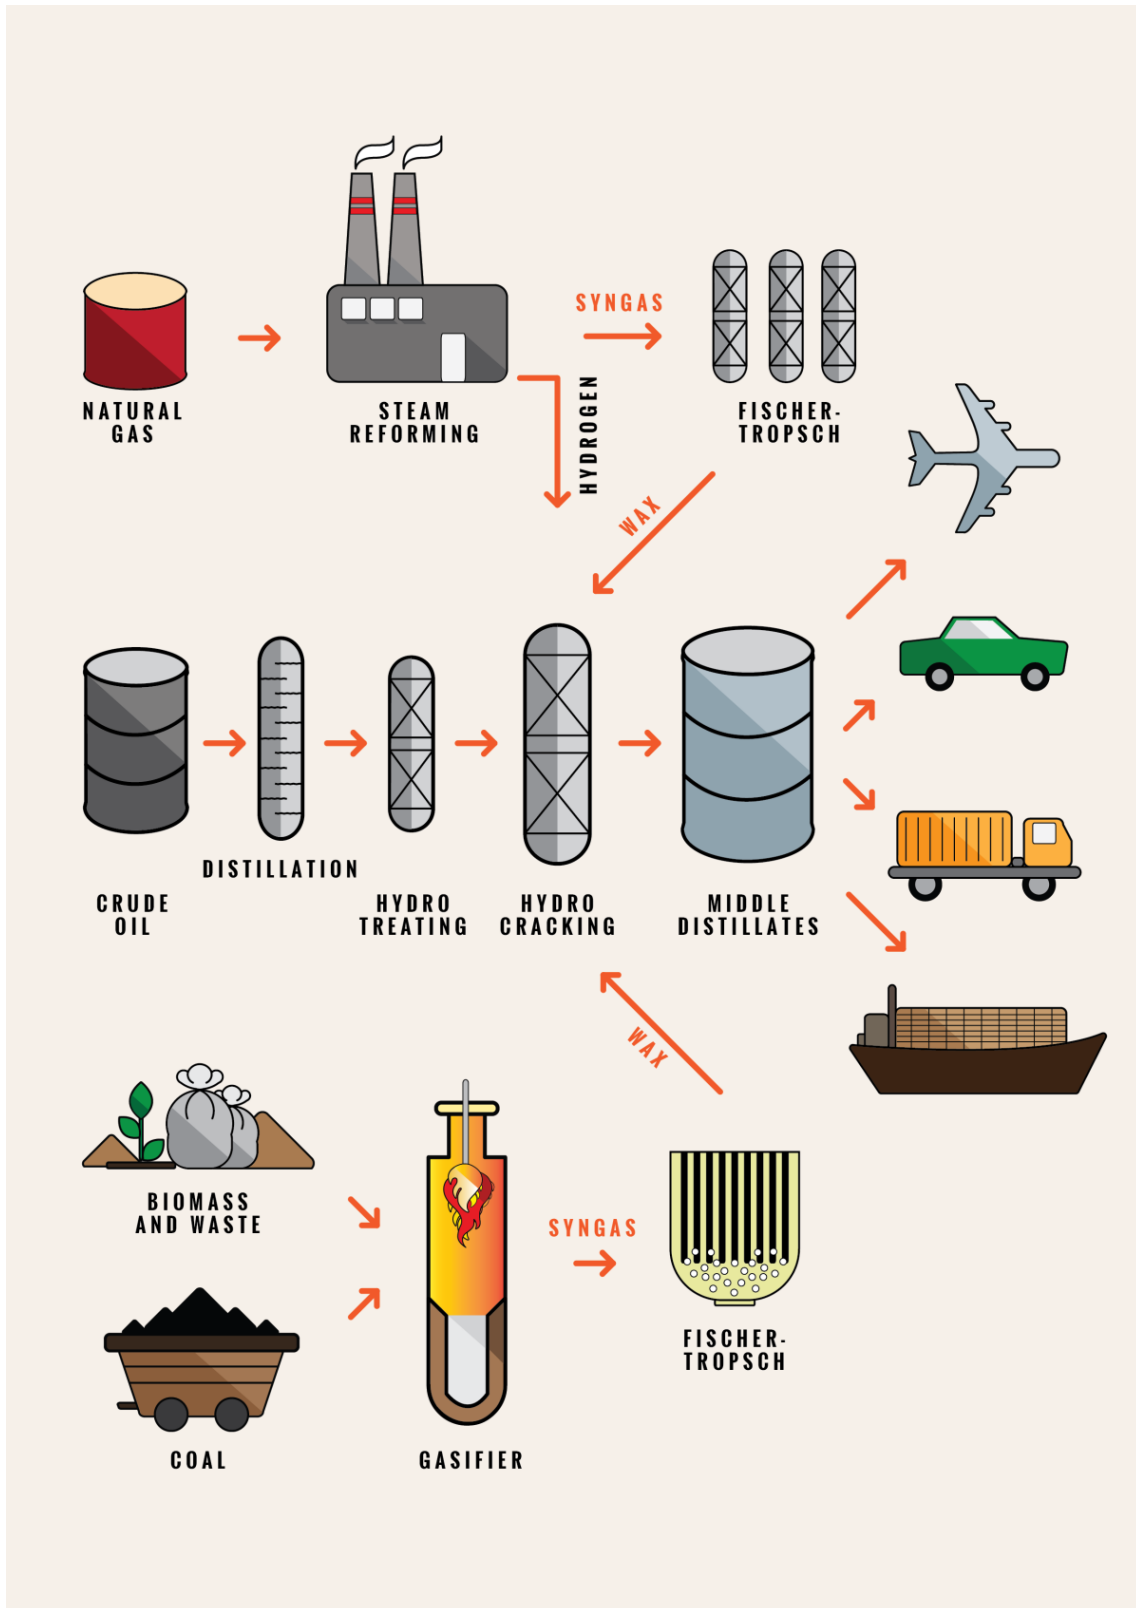 SYNGAS
HYDROGEN
NATURAL
GAS
STEAM
REFORMING
FISCHER-
TROPSCH
WAX
DISTILLATION
CRUDE
OIL
HYDRO
TREATING
HYDRO
CRACKING
MIDDLE
DISTILLATES
WAX
BIOMASS
AND WASTE
SYNGAS
FISCHER-
TROPSCH
COAL
GASIFIER